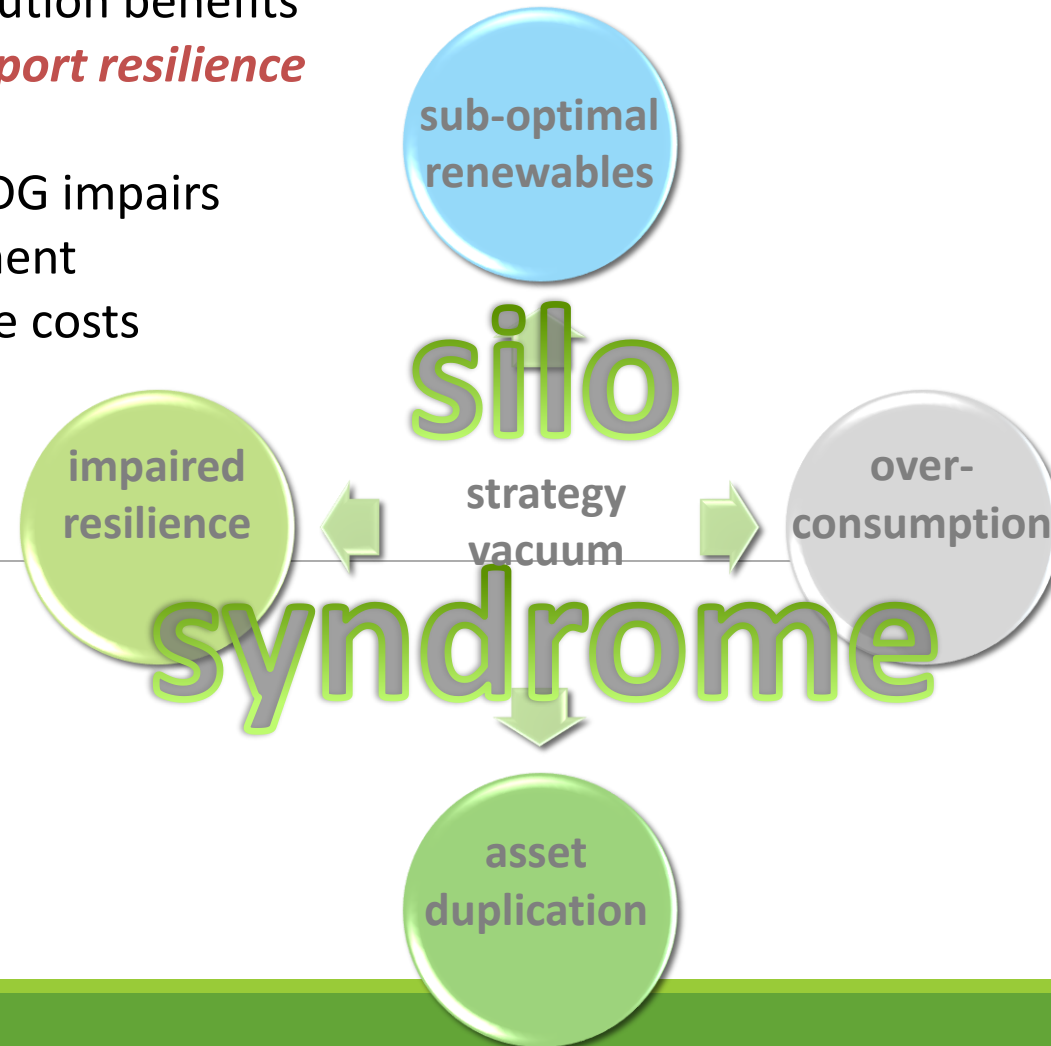 ution benefits
port resilience
DG impairs
ent
e costs
sub-optimal
renewables
silo
impaired
resilience
strategy
vacuum
over-
consumption
syndrome
asset
duplication